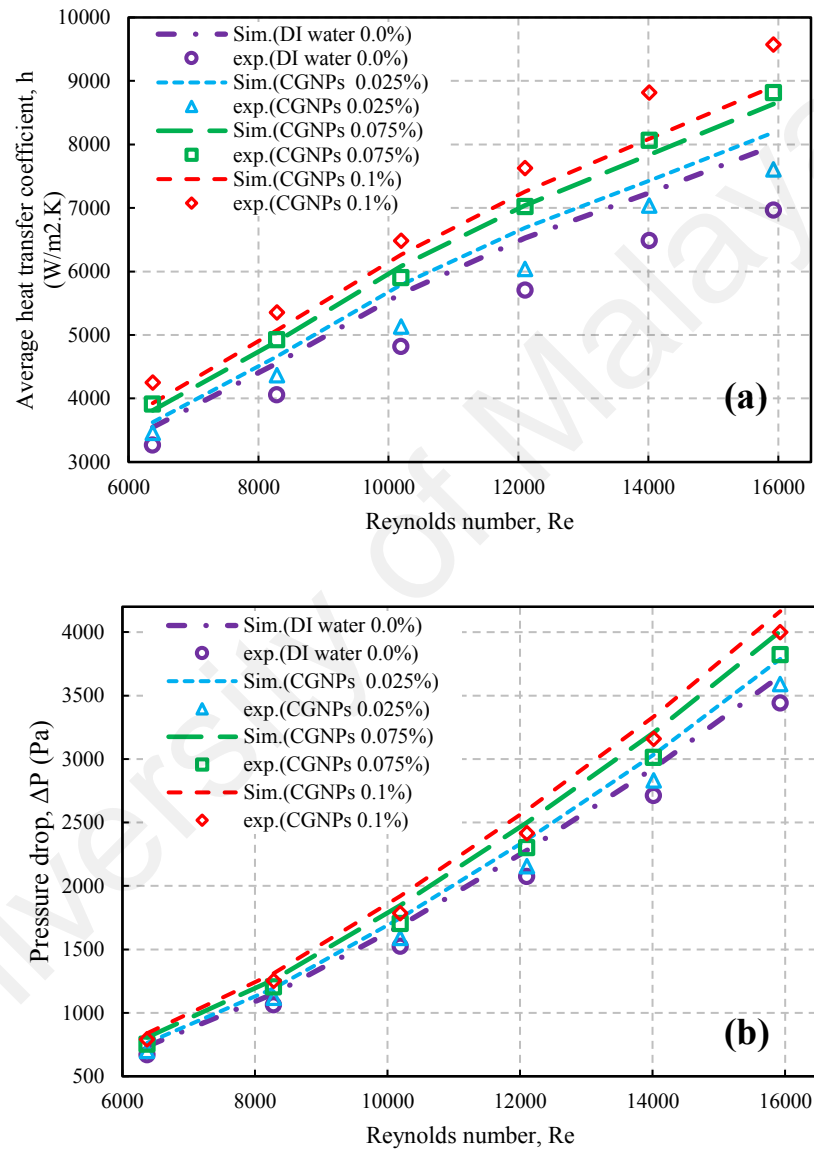 10000
9000
8000
7000
6000
5000
4000
3000
Average heat transfer coefficient, h
(W/m2.K)
Sim.(DI water 0.0%)
exp.(DI water 0.0%)
Sim.(CGNPs 0.025%)
exp.(CGNPs 0.025%)
Sim.(CGNPs 0.075%)
exp.(CGNPs 0.075%)
Sim.(CGNPs 0.1%)
exp.(CGNPs 0.1%)
(a)
6000 8000 10000 12000 14000 16000
Reynolds number, Re
4000
3500
3000
2500
2000
1500
1000
500
Pressure drop, ΔP (Pa)
Sim.(DI water 0.0%)
exp.(DI water 0.0%)
Sim.(CGNPs 0.025%)
exp.(CGNPs 0.025%)
Sim.(CGNPs 0.075%)
exp.(CGNPs 0.075%)
Sim.(CGNPs 0.1%)
exp.(CGNPs 0.1%)
(b)
6000 8000 10000 12000 14000 16000
Reynolds number, Re
iversity of Malaya